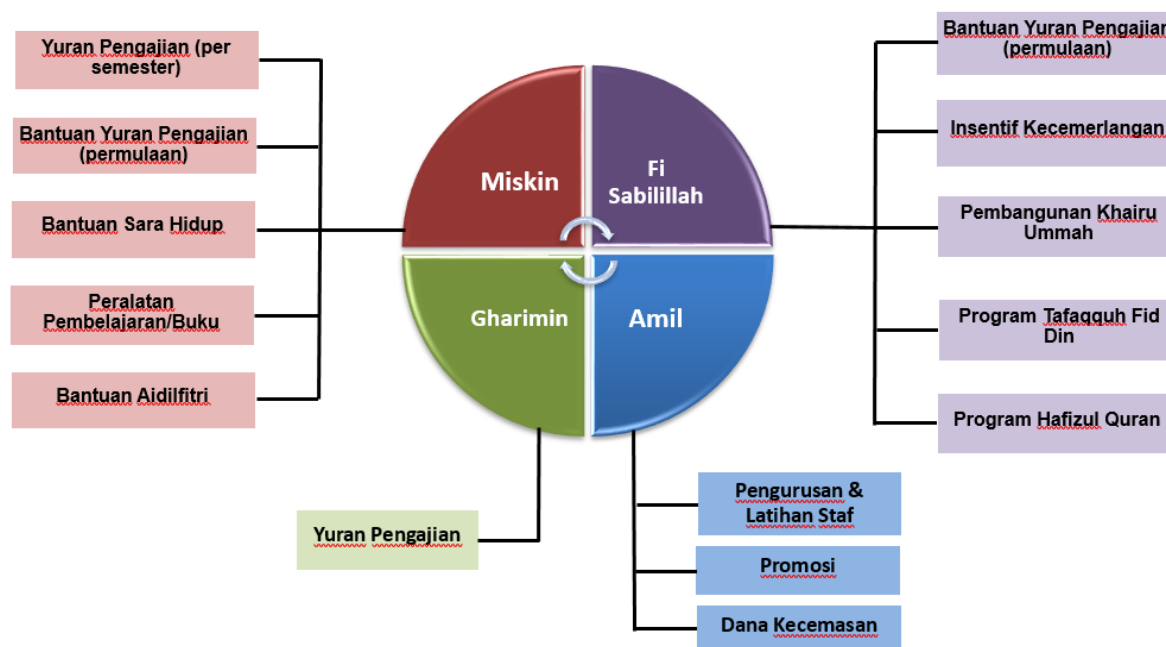 Yuran Pengajian (per
semester)
Bantuan Yuran Pengajian
(permulaan)
Bantuan Sara Hidup
Peralatan
Pembelajaran/Buku
Bantuan Aidilfitri
Miskin
Fi
Sabilillah
Gharimin
Amil
Bantuan Yuran Pengajian
(permulaan)
Insentif Kecemerlangan
Pembangunan Khairu
Ummah
Program Tafaqquh Fid
Din
Program Hafizul Quran
Yuran Pengajian
Pengurusan &
Latihan Staf
Promosi
Dana Kecemasan